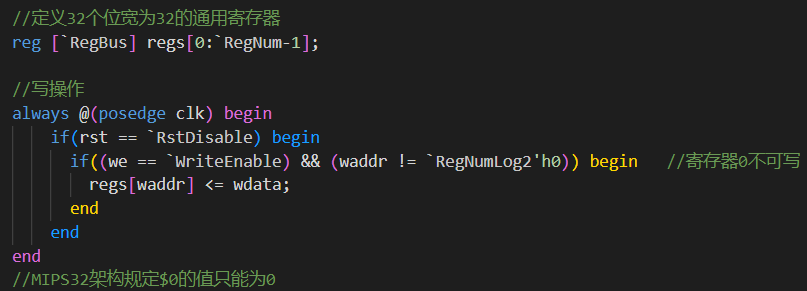 //定义32个位宽为32的通用寄存器
reg [`RegBus] regs[0:`RegNum-1];
//写操作
always @(posedge clk) begin
if(rst == `RstDisable) begin
if((we == `WriteEnable) && (waddr != `RegNumLog2'h0)) begin //寄存器0不可写
regs[waddr] <= wdata;
end
end
end
//MIPS32架构规定$0的值只能为0